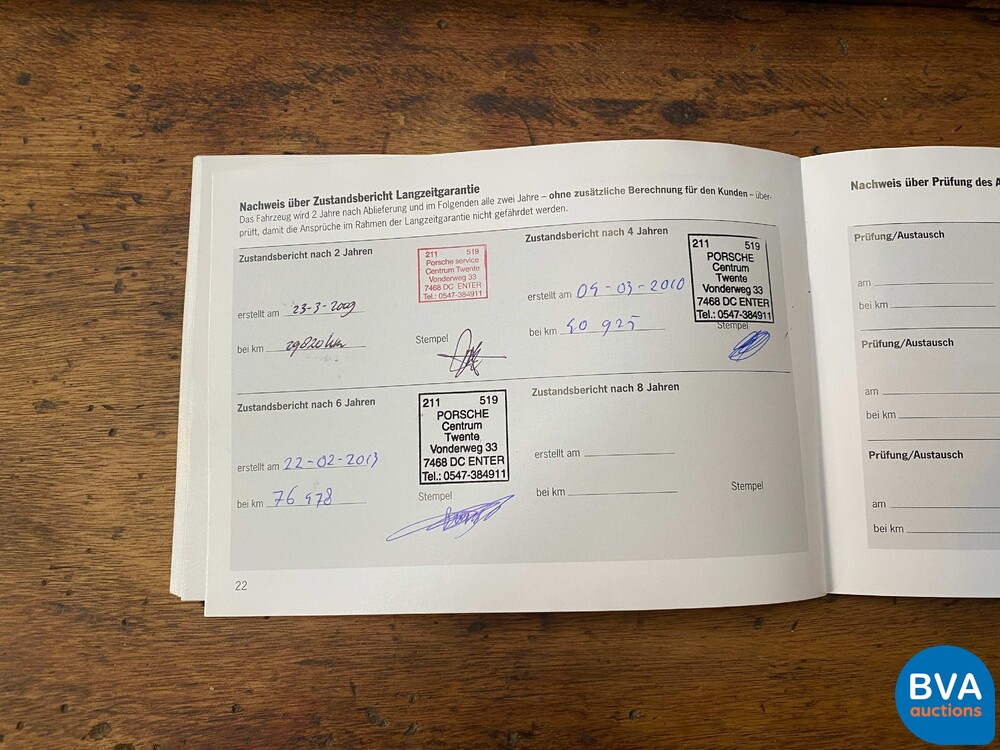 Nachweis über Zustandsbericht Langzeitgarantie
Das Fahrzeug wird 2 Jahre nach Ablieferung und im Folgenden alle zwei Jahre – ohne zusätzliche Berechnung für den Kunden – über-
prüft, damit die Ansprüche im Rahmen der Langzeitgarantie nicht gefährdet werden.
Zustandsbericht nach 2 Jahren
211 519
Porsche service
Centrum Twente
Vonderweg 33
7468 DC ENTER
Tel.: 0547-384911
erstellt am 23-3-2009
bei km 29820 km
Stempel
Zustandsbericht nach 4 Jahren
211 519
PORSCHE
Centrum
Twente
Vonderweg 33
7468 DC ENTER
Tel.: 0547-384911
erstellt am 09-03-2010
bei km 40 925
Stempel
Zustandsbericht nach 6 Jahren
211 519
PORSCHE
Centrum
Twente
Vonderweg 33
7468 DC ENTER
Tel.: 0547-384911
erstellt am 22-02-2013
bei km 76 478
Stempel
Zustandsbericht nach 8 Jahren
erstellt am
bei km
Stempel
22
Nachweis über Prüfung des
Prüfung/Austausch
am
bei km
Prüfung/Austausch
am
bei km
Prüfung/Austausch
am
bei km
BVA
auctions